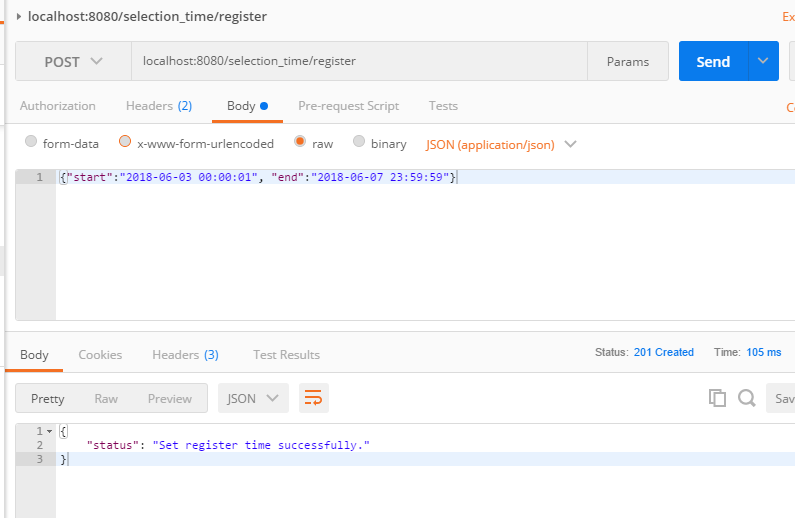 localhost:8080/selection_time/register
Ex
POST localhost:8080/selection_time/register Params Send
Authorization Headers (2) Body Pre-request Script Tests
form-data x-www-form-urlencoded raw binary JSON (application/json)
1 {"start":"2018-06-03 00:00:01", "end":"2018-06-07 23:59:59"}
Body Cookies Headers (3) Test Results Status: 201 Created Time: 105 ms
Pretty Raw Preview JSON Sav
1 {
2 "status": "Set register time successfully."
3 }